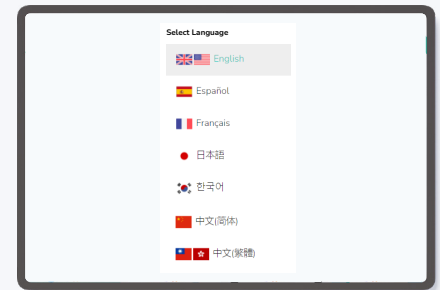 Select Language
English
Español
Français
日本語
한국어
中文(简体)
中文(繁體)